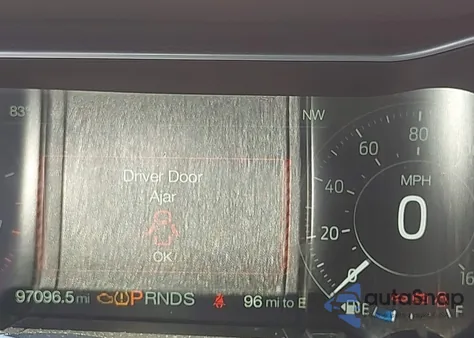 83° NW
80
60
MPH
Driver Door
Ajar
40
0
20
OK
0
97096.5 mi PRNDS 96 mi to E
E F
16
autoSnap